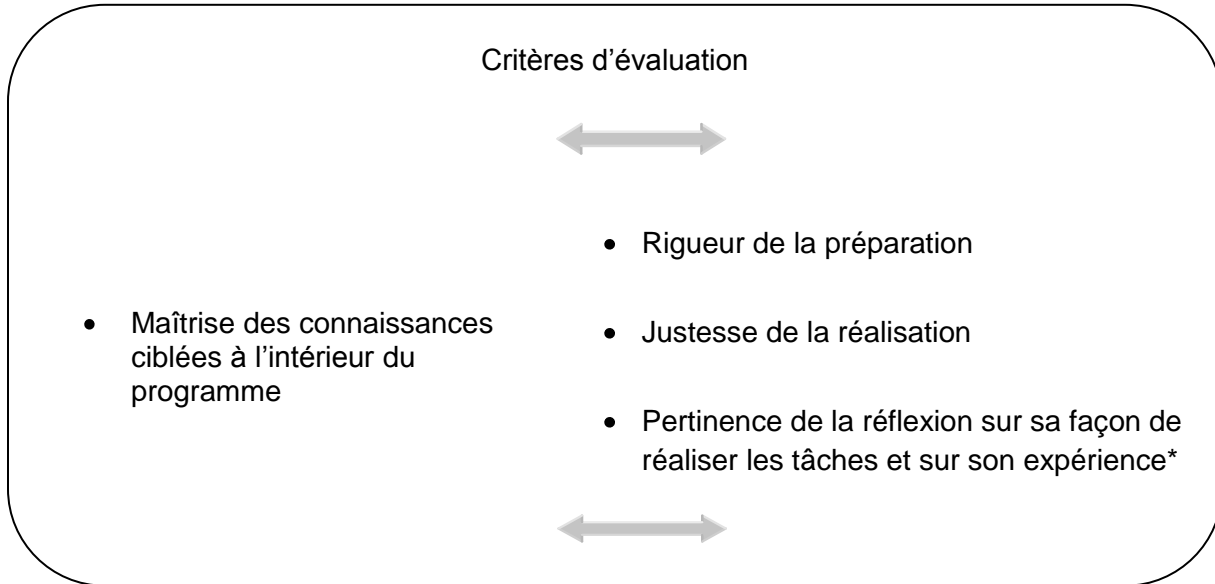 Critères d’évaluation
• Maîtrise des connaissances
ciblées à l’intérieur du
programme
• Rigueur de la préparation
• Justesse de la réalisation
• Pertinence de la réflexion sur sa façon de
réaliser les tâches et sur son expérience*